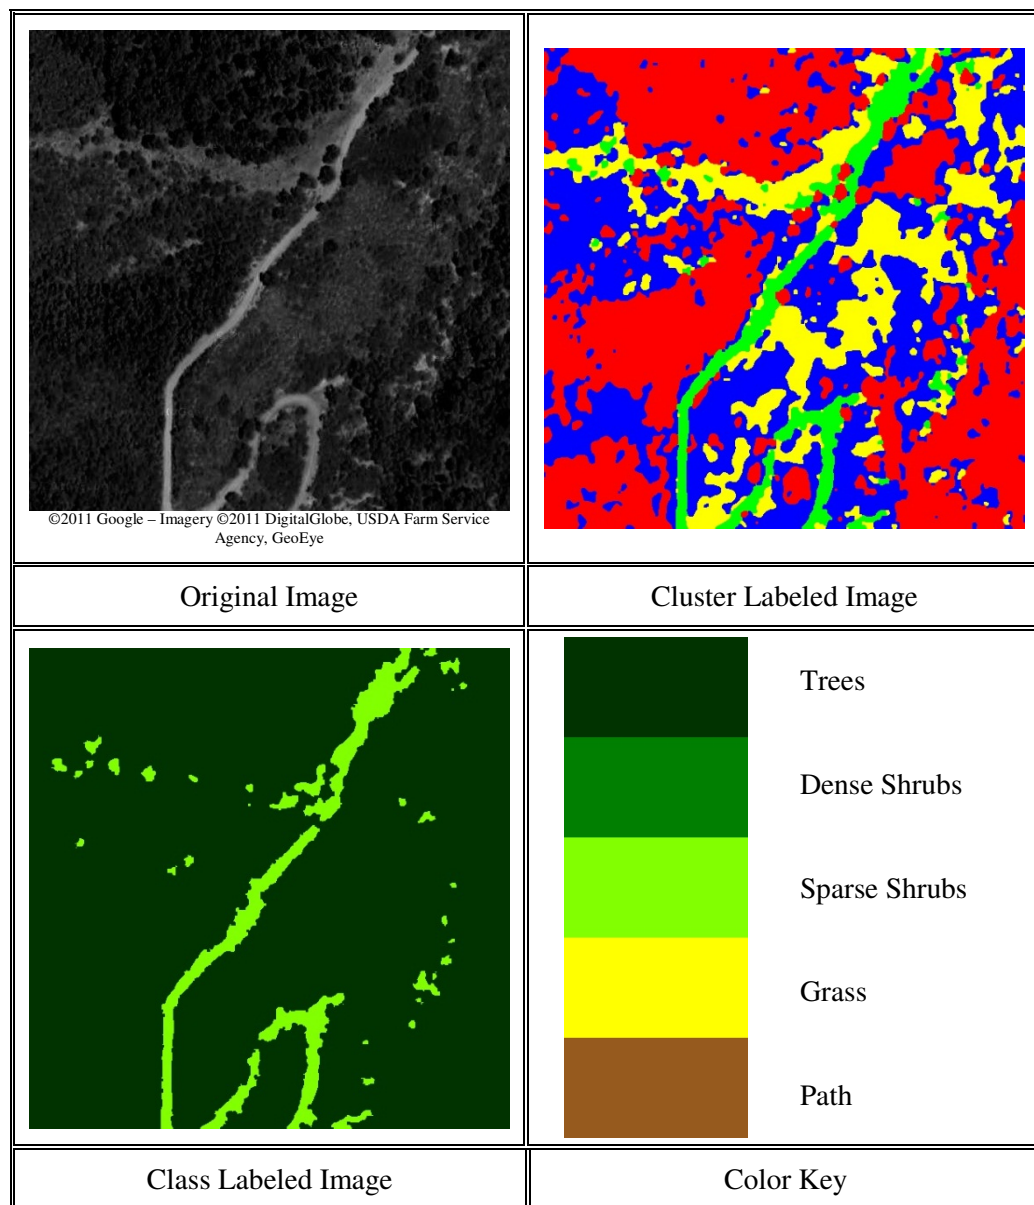 ©2011 Google – Imagery ©2011 DigitalGlobe, USDA Farm Service
Agency, GeoEye
Original Image
Cluster Labeled Image
Trees
Dense Shrubs
Sparse Shrubs
Grass
Path
Class Labeled Image
Color Key